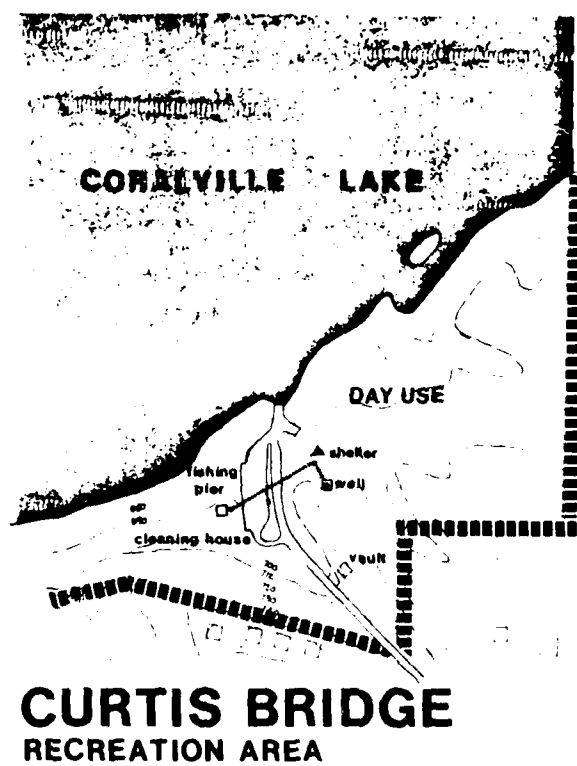 CORALVILLE LAKE
DAY USE
shelter
fishing
pier
well
cleaning house
vault
CURTIS BRIDGE
RECREATION AREA